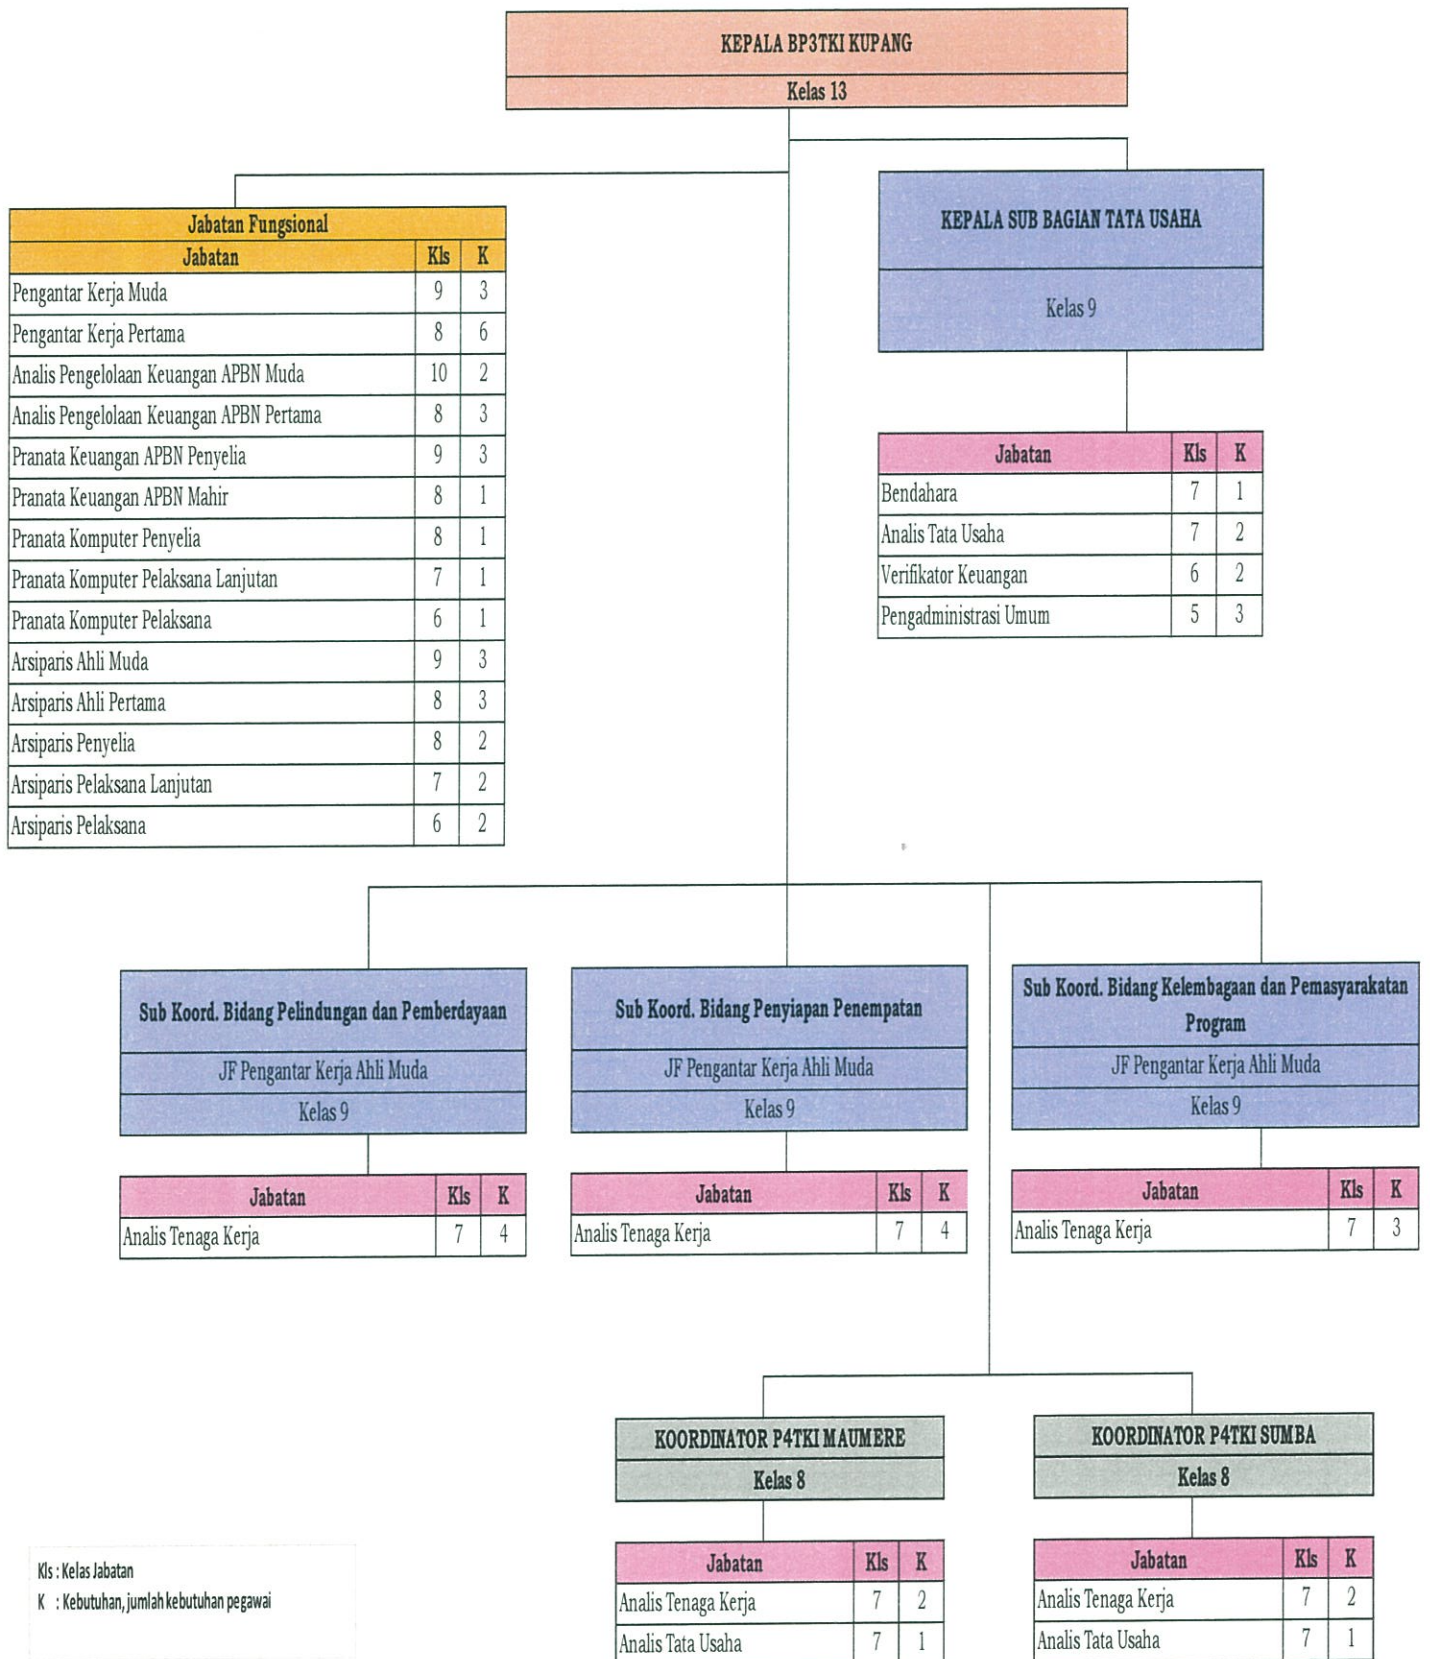 KEPALA BP3TKI KUPANG
Kelas 13
Jabatan Fungsional
Jabatan Kls K
Pengantar Kerja Muda 9 3
Pengantar Kerja Pertama 8 6
Analis Pengelolaan Keuangan APBN Muda 10 2
Analis Pengelolaan Keuangan APBN Pertama 8 3
Pranata Keuangan APBN Penyelia 9 3
Pranata Keuangan APBN Mahir 8 1
Pranata Komputer Penyelia 8 1
Pranata Komputer Pelaksana Lanjutan 7 1
Pranata Komputer Pelaksana 6 1
Arsiparis Ahli Muda 9 3
Arsiparis Ahli Pertama 8 3
Arsiparis Penyelia 8 2
Arsiparis Pelaksana Lanjutan 7 2
Arsiparis Pelaksana 6 2
KEPALA SUB BAGIAN TATA USAHA
Kelas 9
Jabatan Kls K
Bendahara 7 1
Analis Tata Usaha 7 2
Verifikator Keuangan 6 2
Pengadministrasi Umum 5 3
Sub Koord. Bidang Pelindungan dan Pemberdayaan
JF Pengantar Kerja Ahli Muda
Kelas 9
Jabatan Kls K
Analis Tenaga Kerja 7 4
Sub Koord. Bidang Penyiapan Penempatan
JF Pengantar Kerja Ahli Muda
Kelas 9
Jabatan Kls K
Analis Tenaga Kerja 7 4
Sub Koord. Bidang Kelembagaan dan Pemasyarakatan
Program
JF Pengantar Kerja Ahli Muda
Kelas 9
Jabatan Kls K
Analis Tenaga Kerja 7 3
KOORDINATOR P4TKI MAUMERE
Kelas 8
Jabatan Kls K
Analis Tenaga Kerja 7 2
Analis Tata Usaha 7 1
KOORDINATOR P4TKI SUMBA
Kelas 8
Jabatan Kls K
Analis Tenaga Kerja 7 2
Analis Tata Usaha 7 1
Kls : Kelas Jabatan
K : Kebutuhan, jumlah kebutuhan pegawai